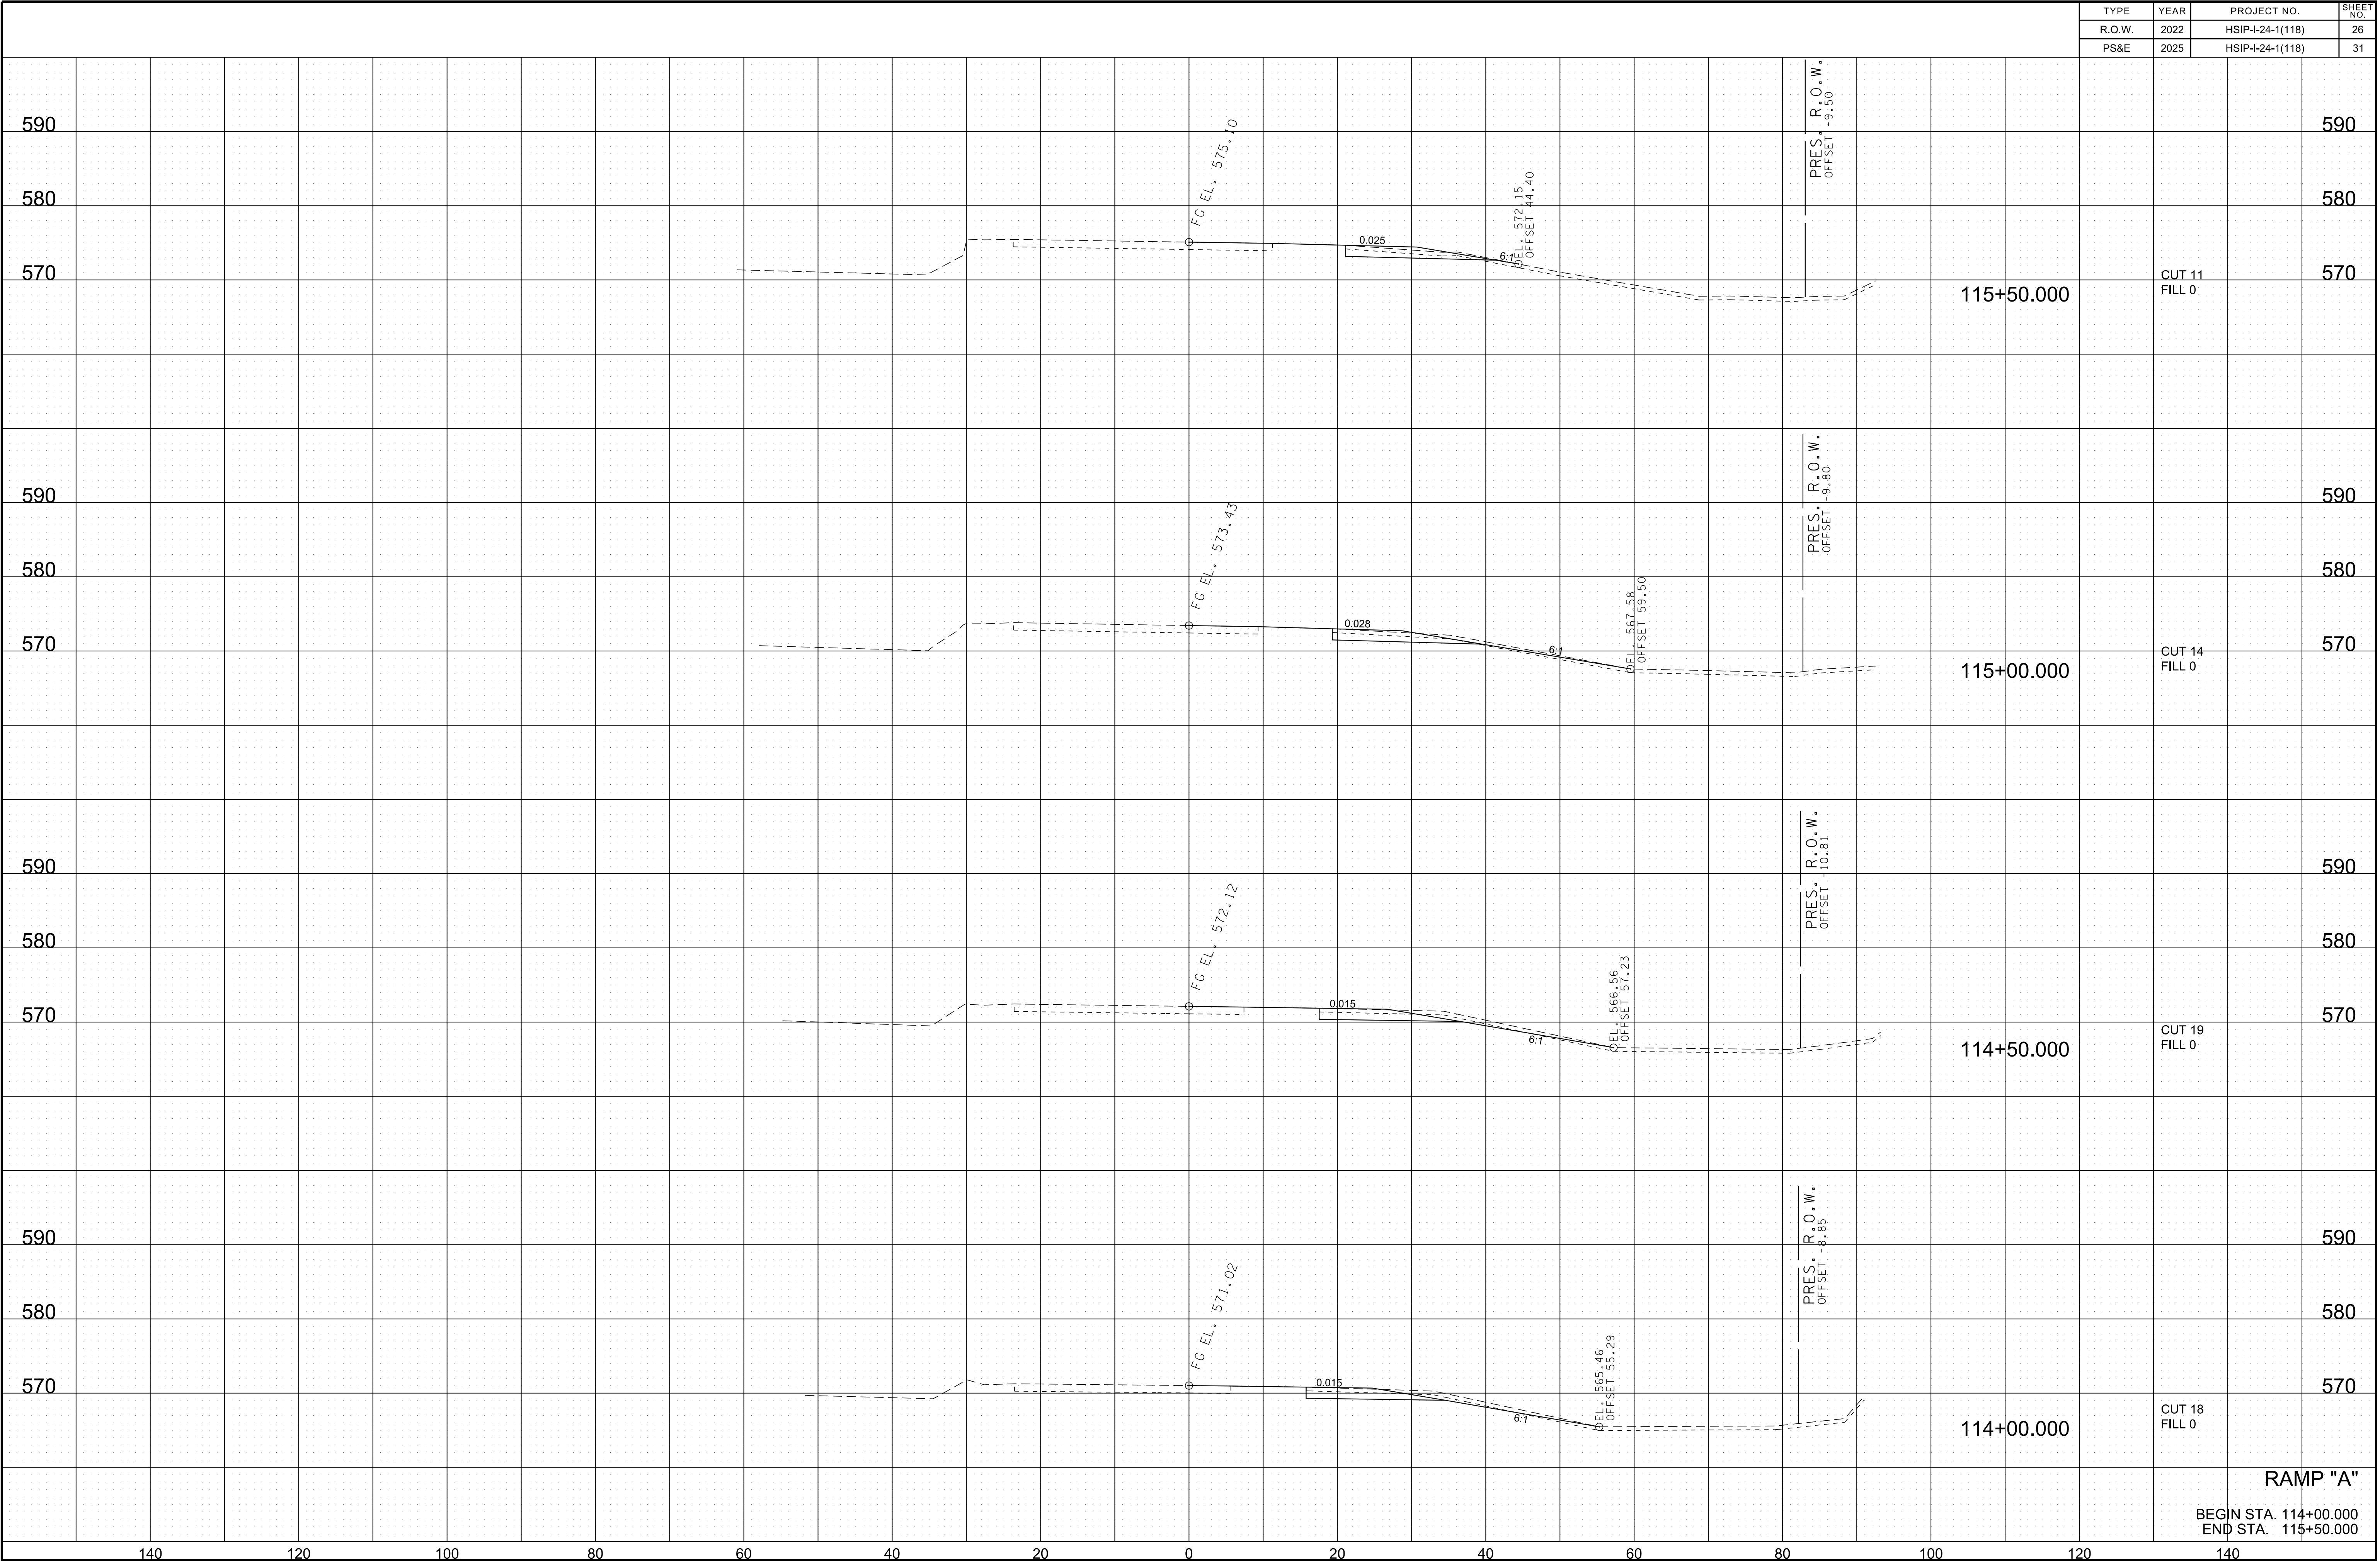 TYPE YEAR PROJECT NO. SHEET NO.
R.O.W. 2022 HSIP-I-24-1(118) 26
PS&E 2025 HSIP-I-24-1(118) 31
590 590
580 580
570 570
FG EL. 575.10
0.025
6:1
EL. 572.15
OFFSET 44.40
PRES. R.O.W.
OFFSET -9.50
115+50.000
CUT 11
FILL 0
590 590
580 580
570 570
FG EL. 573.43
0.028
6:1
EL. 567.58
OFFSET 59.50
PRES. R.O.W.
OFFSET -9.80
115+00.000
CUT 14
FILL 0
590 590
580 580
570 570
FG EL. 572.12
0.015
6:1
EL. 566.56
OFFSET 57.23
PRES. R.O.W.
OFFSET -10.81
114+50.000
CUT 19
FILL 0
590 590
580 580
570 570
FG EL. 571.02
0.015
6:1
EL. 565.46
OFFSET 55.29
PRES. R.O.W.
OFFSET -8.85
114+00.000
CUT 18
FILL 0
RAMP "A"
BEGIN STA. 114+00.000
END STA. 115+50.000
140 120 100 80 60 40 20 0 20 40 60 80 100 120 140